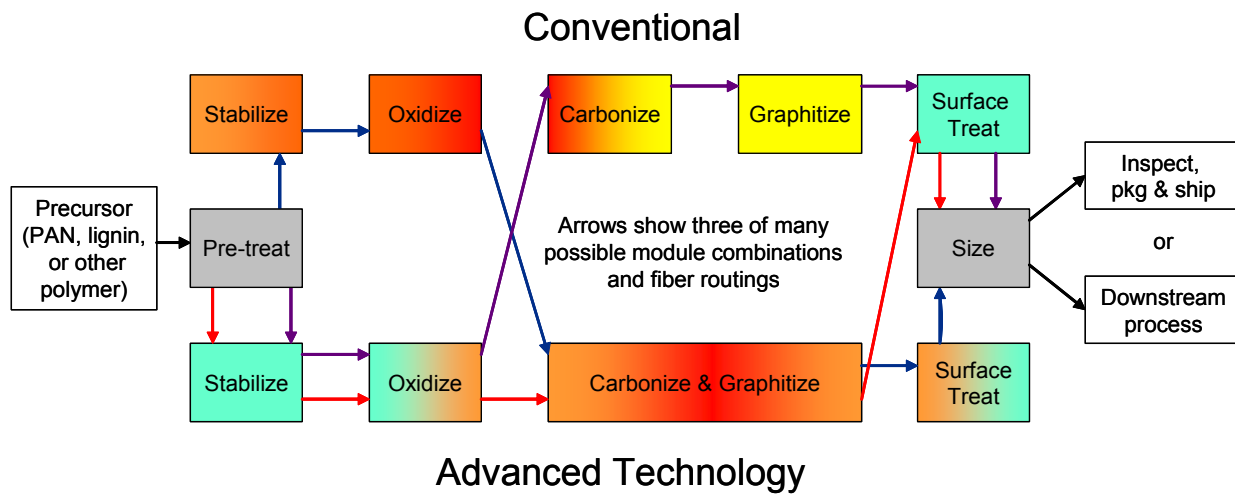 Conventional
Stabilize
Oxidize
Carbonize
Graphitize
Surface
Treat
Precursor
(PAN, lignin,
or other
polymer)
Pre-treat
Arrows show three of many
possible module combinations
and fiber routings
Size
Inspect,
pkg & ship
or
Downstream
process
Stabilize
Oxidize
Carbonize & Graphitize
Surface
Treat
Advanced Technology